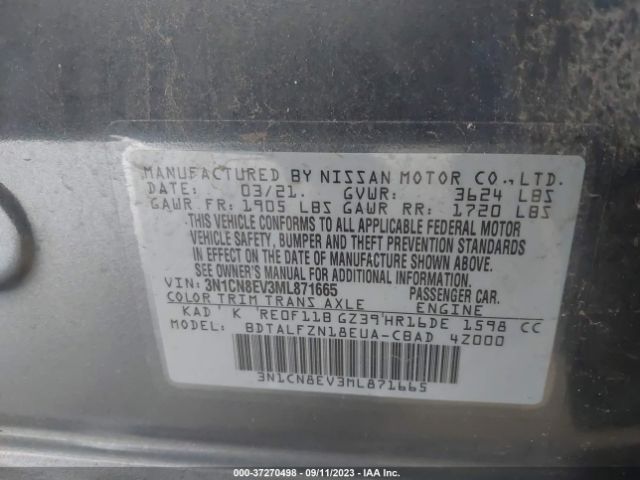 MANUFACTURED BY NISSAN MOTOR CO.,LTD.
DATE: 03/21. GVWR: 3624 LBS
GAWR FR: 1905 LBS GAWR RR: 1720 LBS
THIS VEHICLE CONFORMS TO ALL APPLICABLE FEDERAL MOTOR
VEHICLE SAFETY, BUMPER AND THEFT PREVENTION STANDARDS
IN EFFECT ON THE DATE OF MANUFACTURE SHOWN ABOVE.
SEE OWNER'S MANUAL FOR ADDITIONAL INFORMATION.
VIN: 3N1CN8EV3ML871665 PASSENGER CAR.
COLOR TRIM TRANS AXLE ENGINE
KAD K RE0F11B GZ39 HR16DE 1598 CC
MODEL: BDTALFZN18EUA-CBAD 4Z000
3N1CN8EV3ML871665
000-37270498 - 09/11/2023 - IAA Inc.